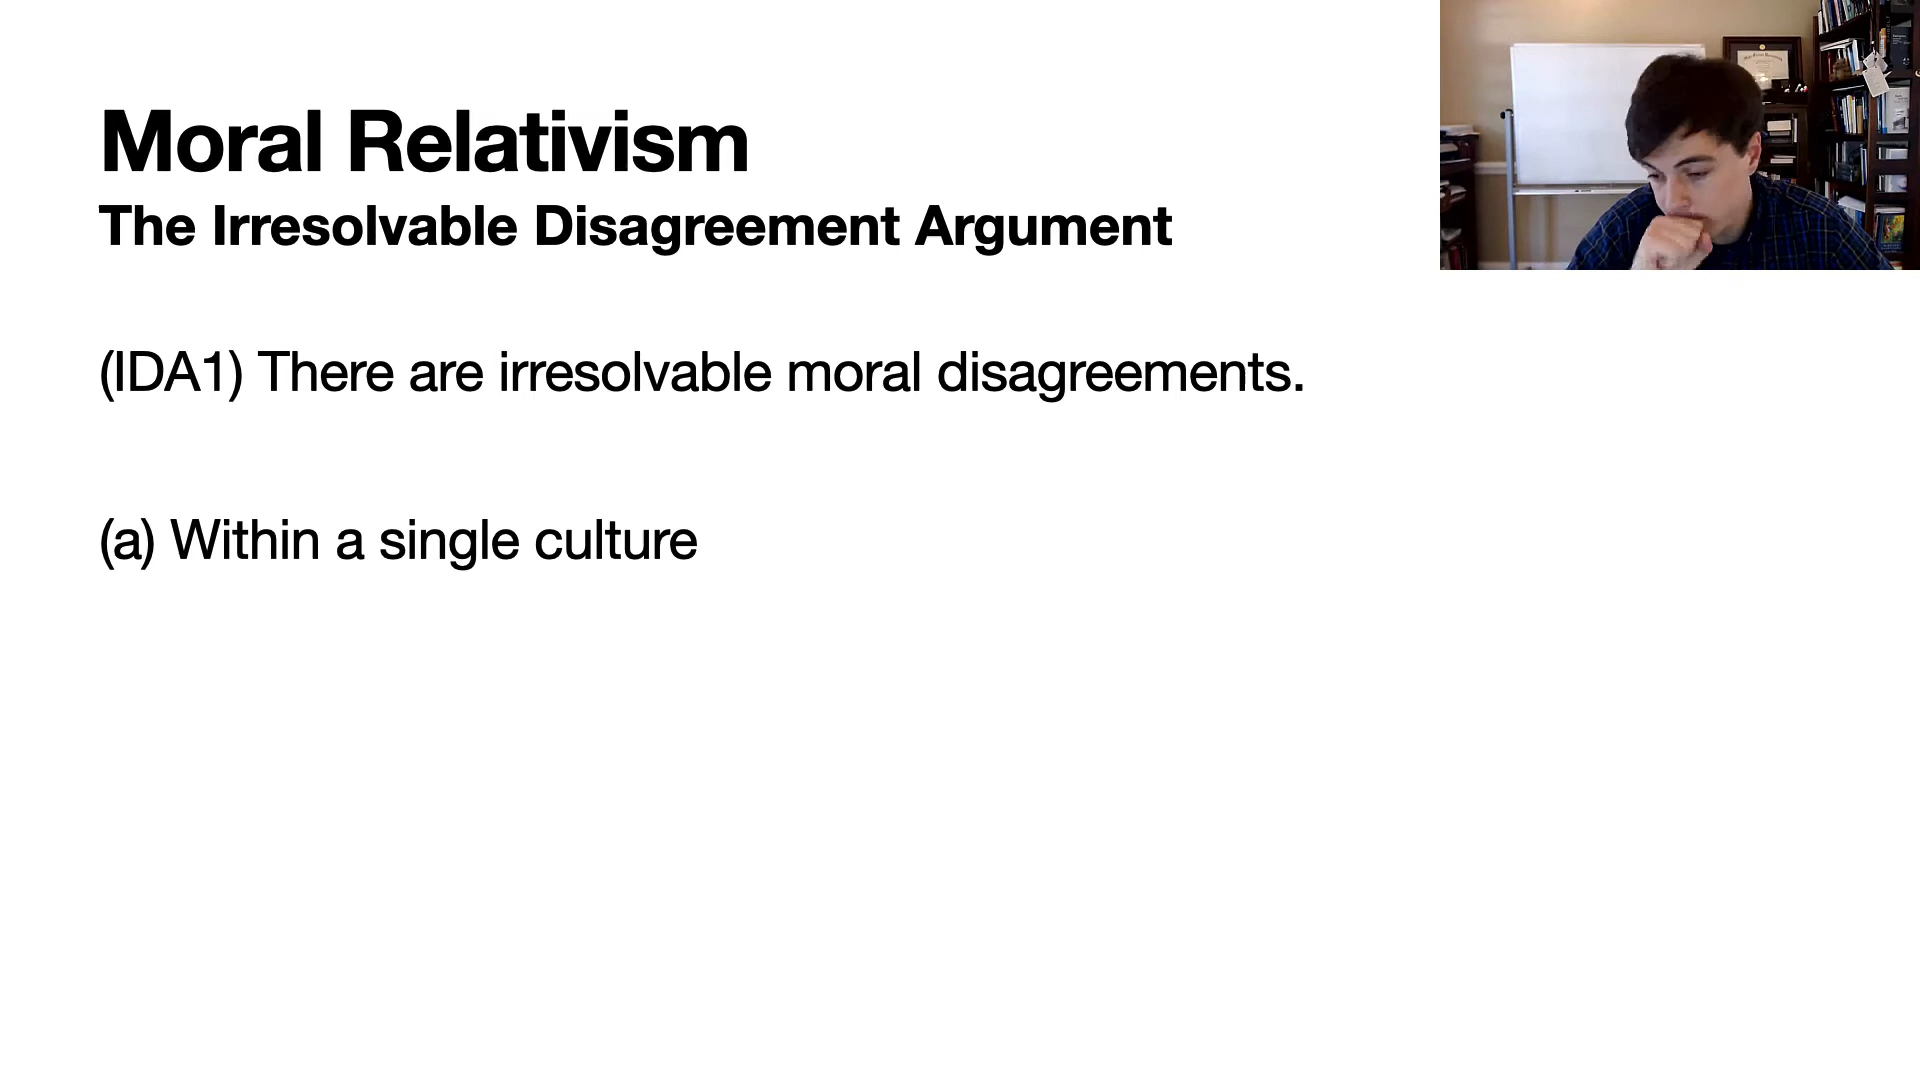 Moral Relativism
The Irresolvable Disagreement Argument
(IDA1) There are irresolvable moral disagreements.
(a) Within a single culture